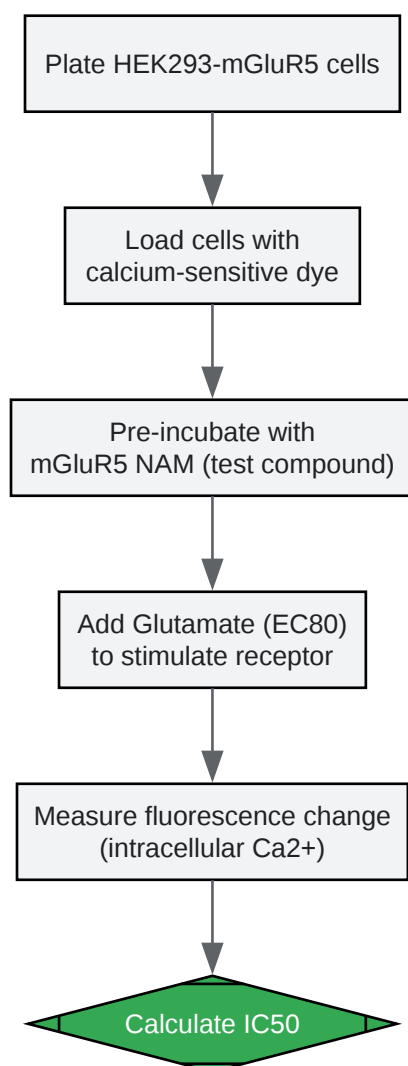 Plate HEK293-mGluR5 cells
Load cells with
calcium-sensitive dye
Pre-incubate with
mGluR5 NAM (test compound)
Add Glutamate (EC80)
to stimulate receptor
Measure fluorescence change
(intracellular Ca2+)
Calculate IC50